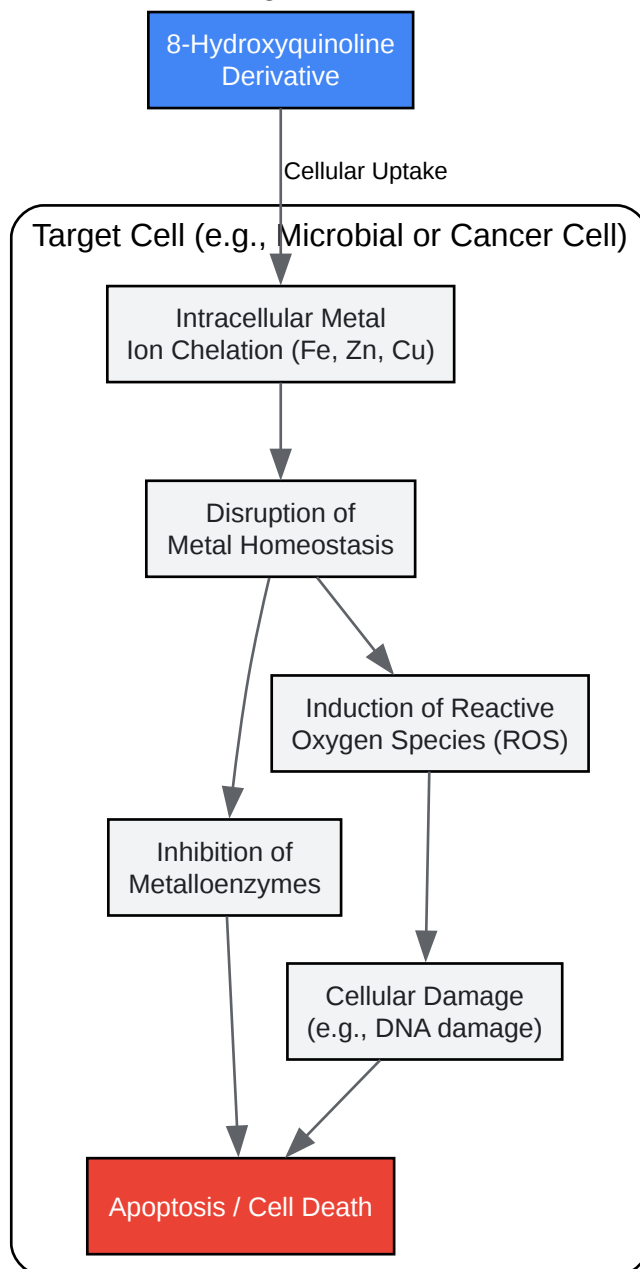 8-Hydroxyquinoline
Derivative
Cellular Uptake
Target Cell (e.g., Microbial or Cancer Cell)
Intracellular Metal
Ion Chelation (Fe, Zn, Cu)
Disruption of
Metal Homeostasis
Induction of Reactive
Oxygen Species (ROS)
Inhibition of
Metalloenzymes
Cellular Damage
(e.g., DNA damage)
Apoptosis / Cell Death